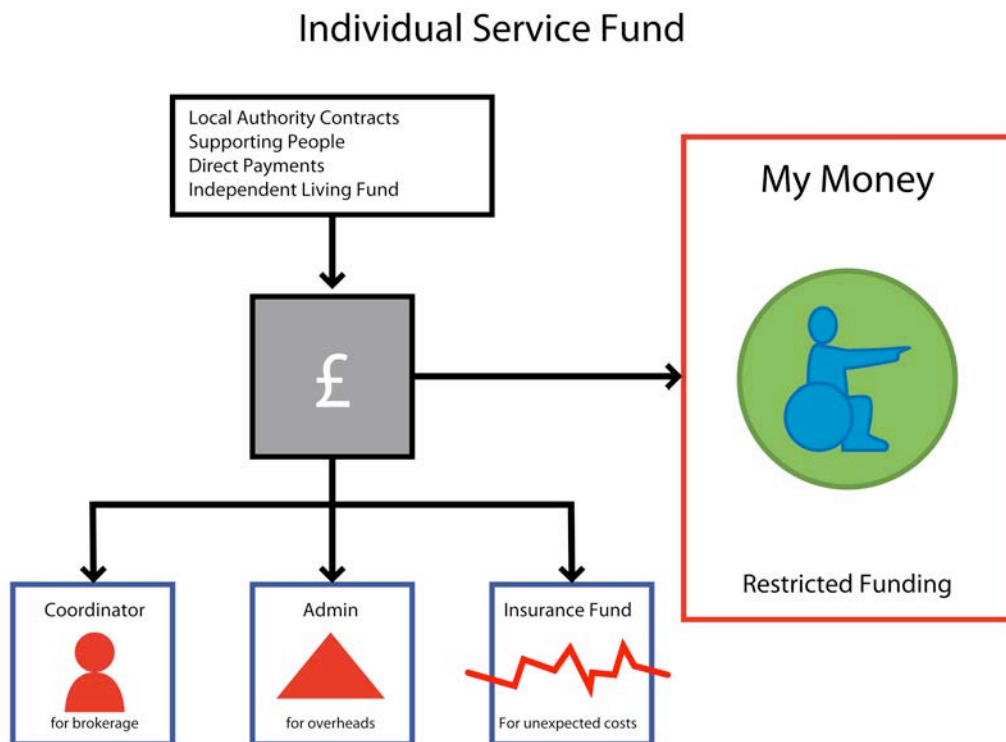 Individual Service Fund
Local Authority Contracts
Supporting People
Direct Payments
Independent Living Fund
My Money
£
Restricted Funding
Coordinator
for brokerage
Admin
for overheads
Insurance Fund
For unexpected costs